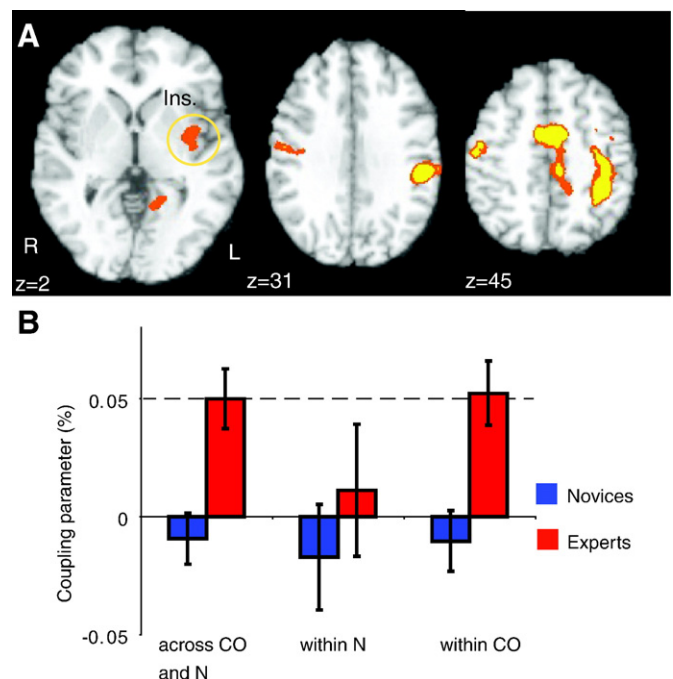 A
Ins.
R
L
z=2
z=31
z=45
B
Coupling parameter (%)
0.05
0
-0.05
Novices
Experts
across CO
and N
within N
within CO